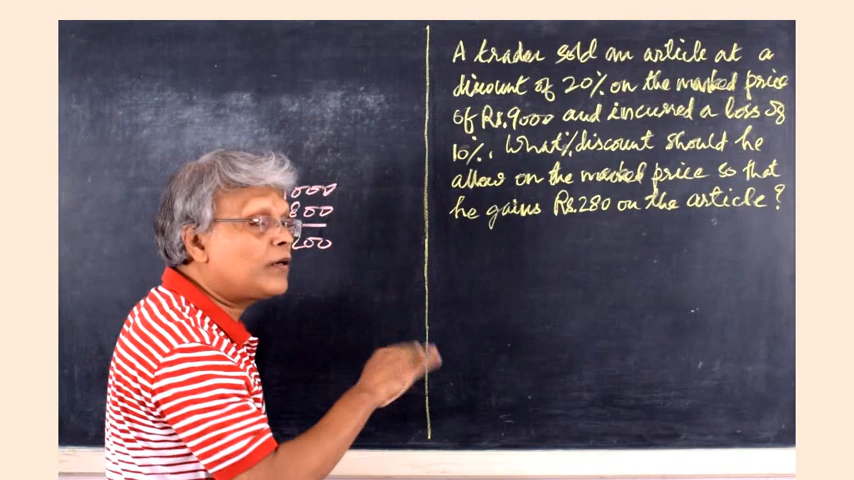 000
800
200
A trader sold an article at a
discount of 20% on the marked price
of Rs.9000 and incurred a loss of
10%. What % discount should he
allow on the marked price so that
he gains Rs.280 on the article?